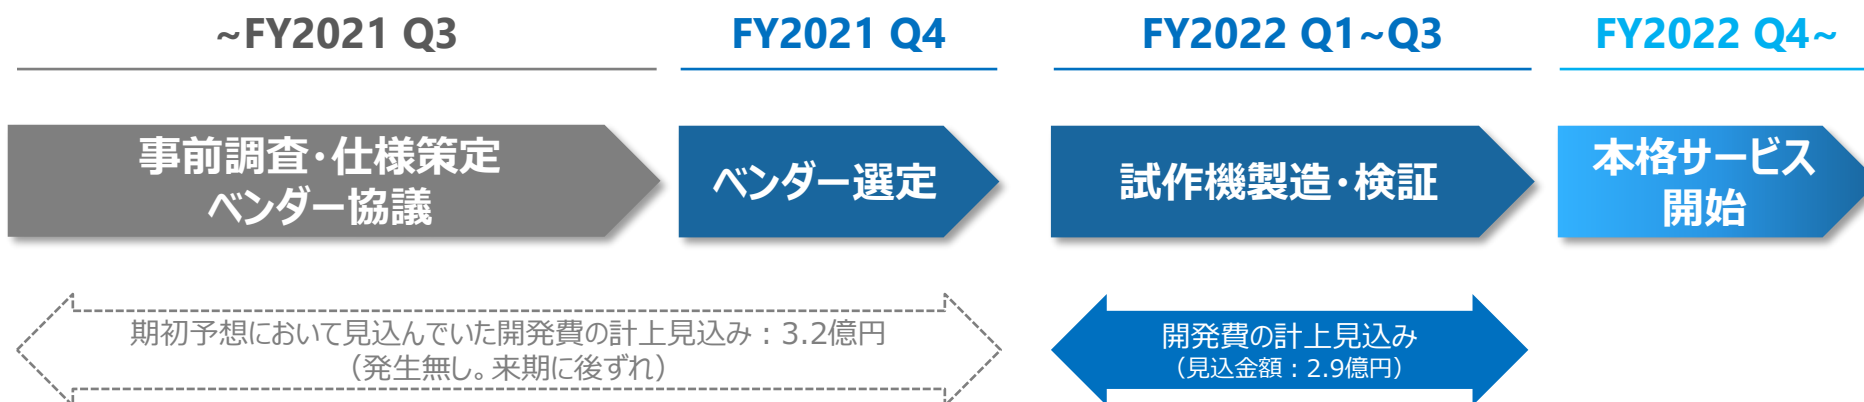 ~FY2021 Q3
FY2021 Q4
FY2022 Q1~Q3
FY2022 Q4~
事前調査・仕様策定
ベンダー協議
ベンダー選定
試作機製造・検証
本格サービス
開始
期初予想において見込んでいた開発費の計上見込み：3.2億円
（発生無し。来期に後ずれ）
開発費の計上見込み
（見込金額：2.9億円）